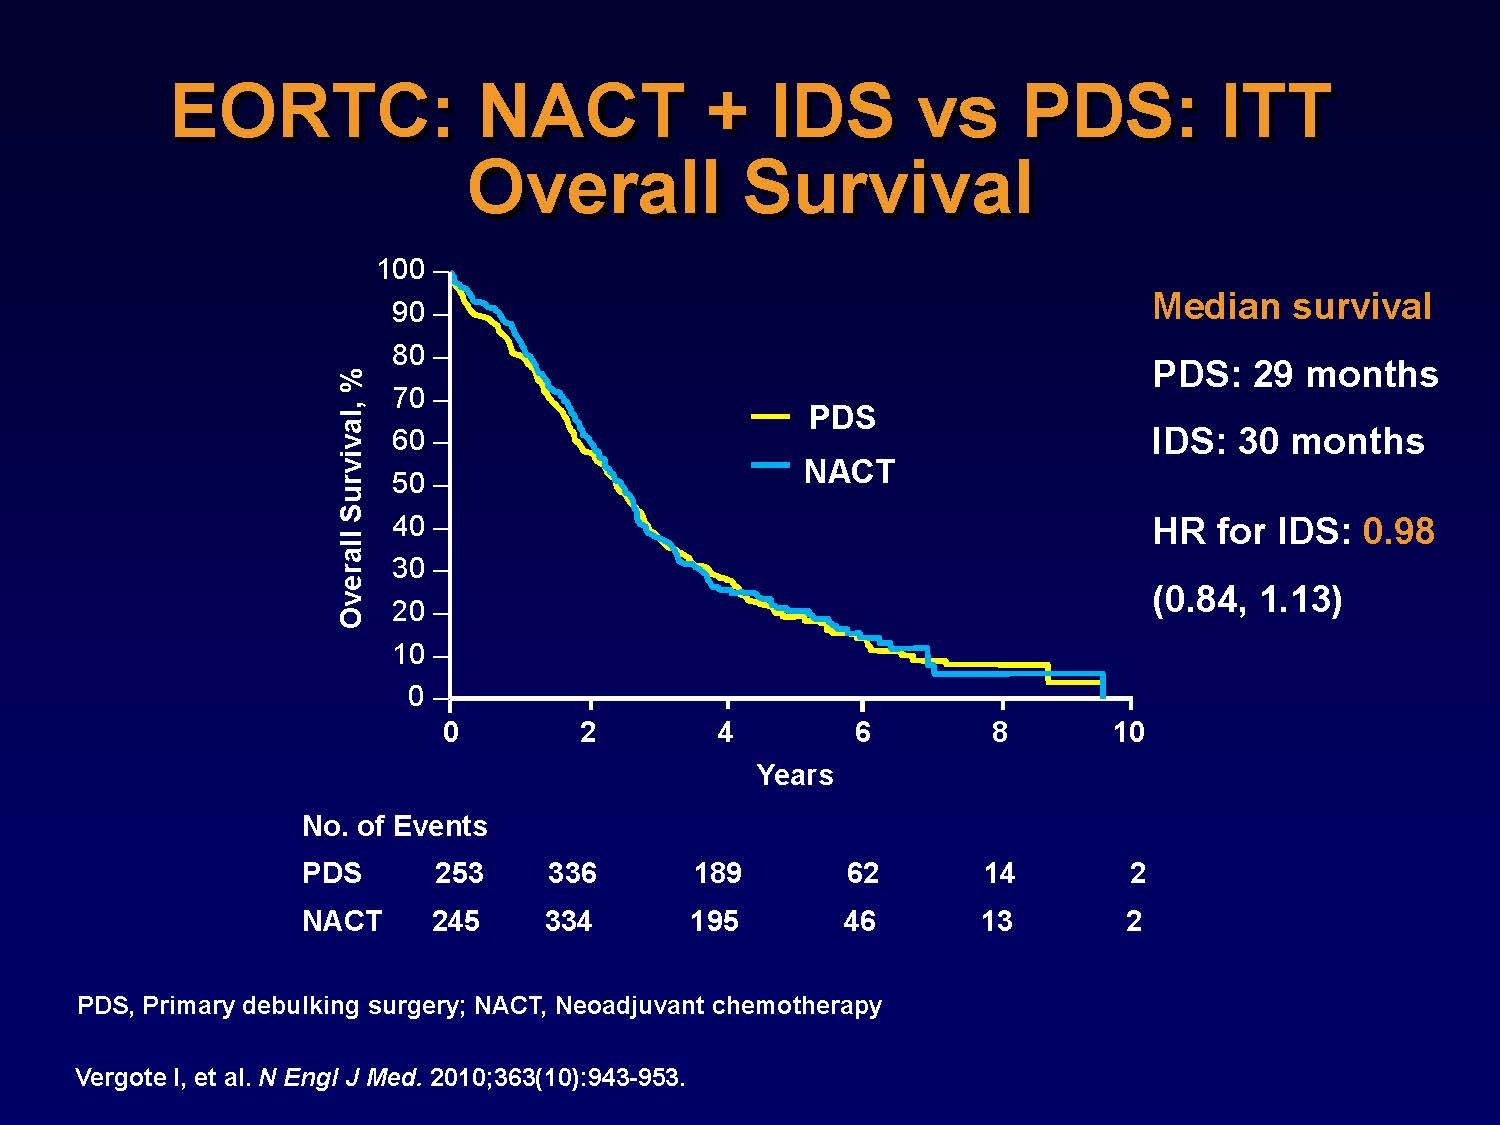 EORTC: NACT + IDS vs PDS: ITT
Overall Survival
100
90
80
70
60
50
40
30
20
10
0
Overall Survival, %
0 2 4 6 8 10
Years
PDS
NACT
Median survival
PDS: 29 months
IDS: 30 months
HR for IDS: 0.98
(0.84, 1.13)
No. of Events
PDS 253 336 189 62 14 2
NACT 245 334 195 46 13 2
PDS, Primary debulking surgery; NACT, Neoadjuvant chemotherapy
Vergote I, et al. N Engl J Med. 2010;363(10):943-953.